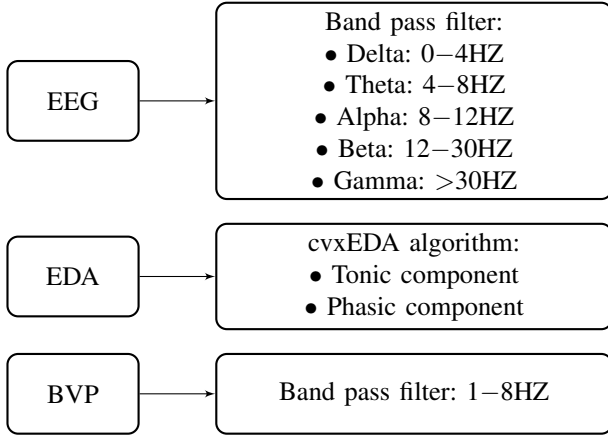 EEG
Band pass filter:
• Delta: 0−4HZ
• Theta: 4−8HZ
• Alpha: 8−12HZ
• Beta: 12−30HZ
• Gamma: >30HZ
EDA
cvxEDA algorithm:
• Tonic component
• Phasic component
BVP
Band pass filter: 1−8HZ